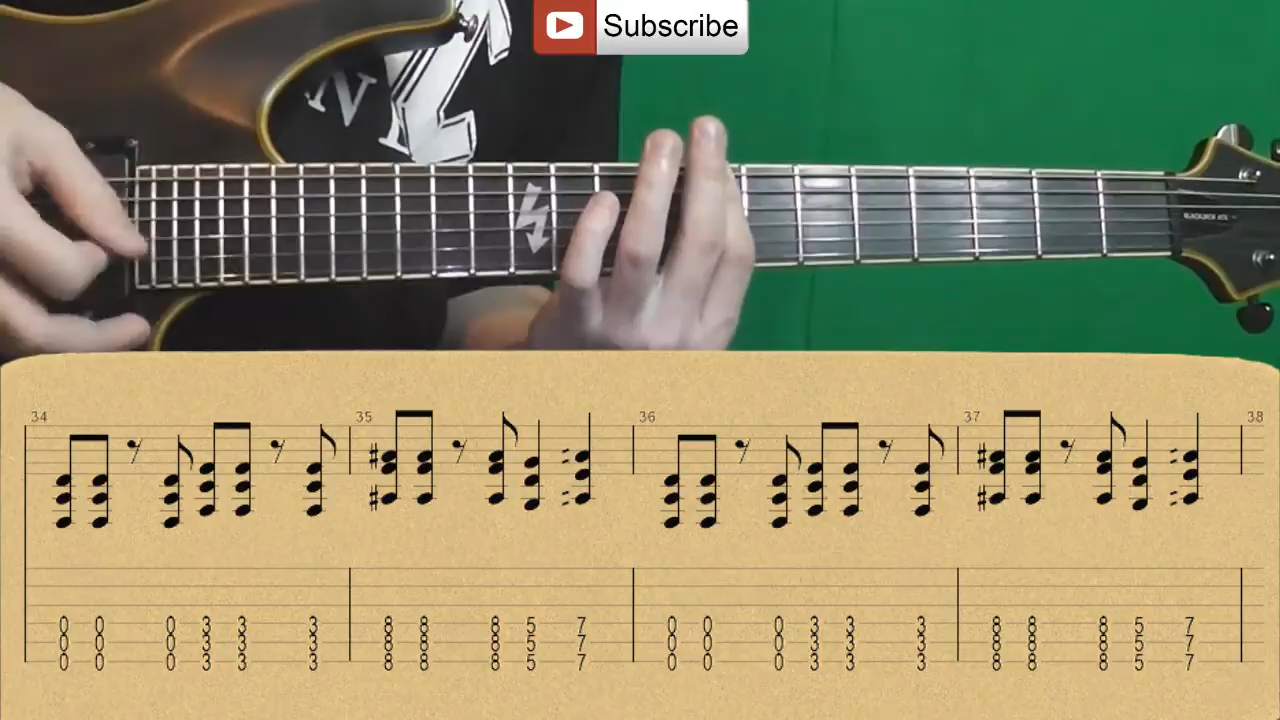 Subscribe
N
BLACKJACK ATX
34 35 36 37 38
0 0 0 3 3 3 8 8 8 5 7 0 0 0 3 3 3 8 8 8 5 7
0 0 0 3 3 3 8 8 8 5 7 0 0 0 3 3 3 8 8 8 5 7
0 0 0 3 3 3 8 8 8 5 7 0 0 0 3 3 3 8 8 8 5 7